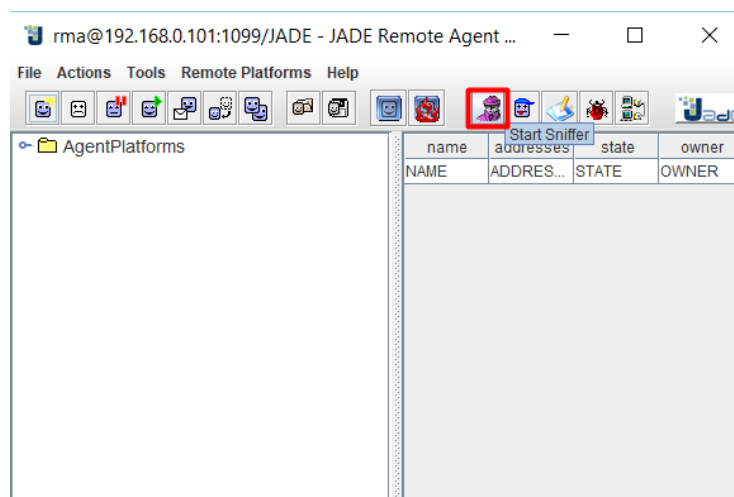 rma@192.168.0.101:1099/JADE - JADE Remote Agent ...
File Actions Tools Remote Platforms Help
Start Sniffer
AgentPlatforms
name addresses state owner
NAME ADDRES... STATE OWNER